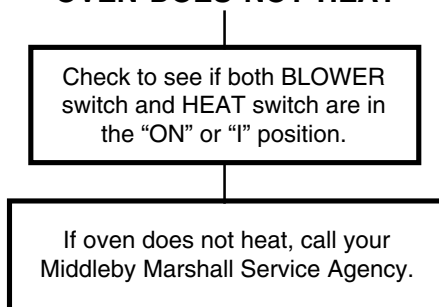 OVEN DOES NOT HEAT
Check to see if both BLOWER
switch and HEAT switch are in
the “ON” or “I” position.
If oven does not heat, call your
Middleby Marshall Service Agency.